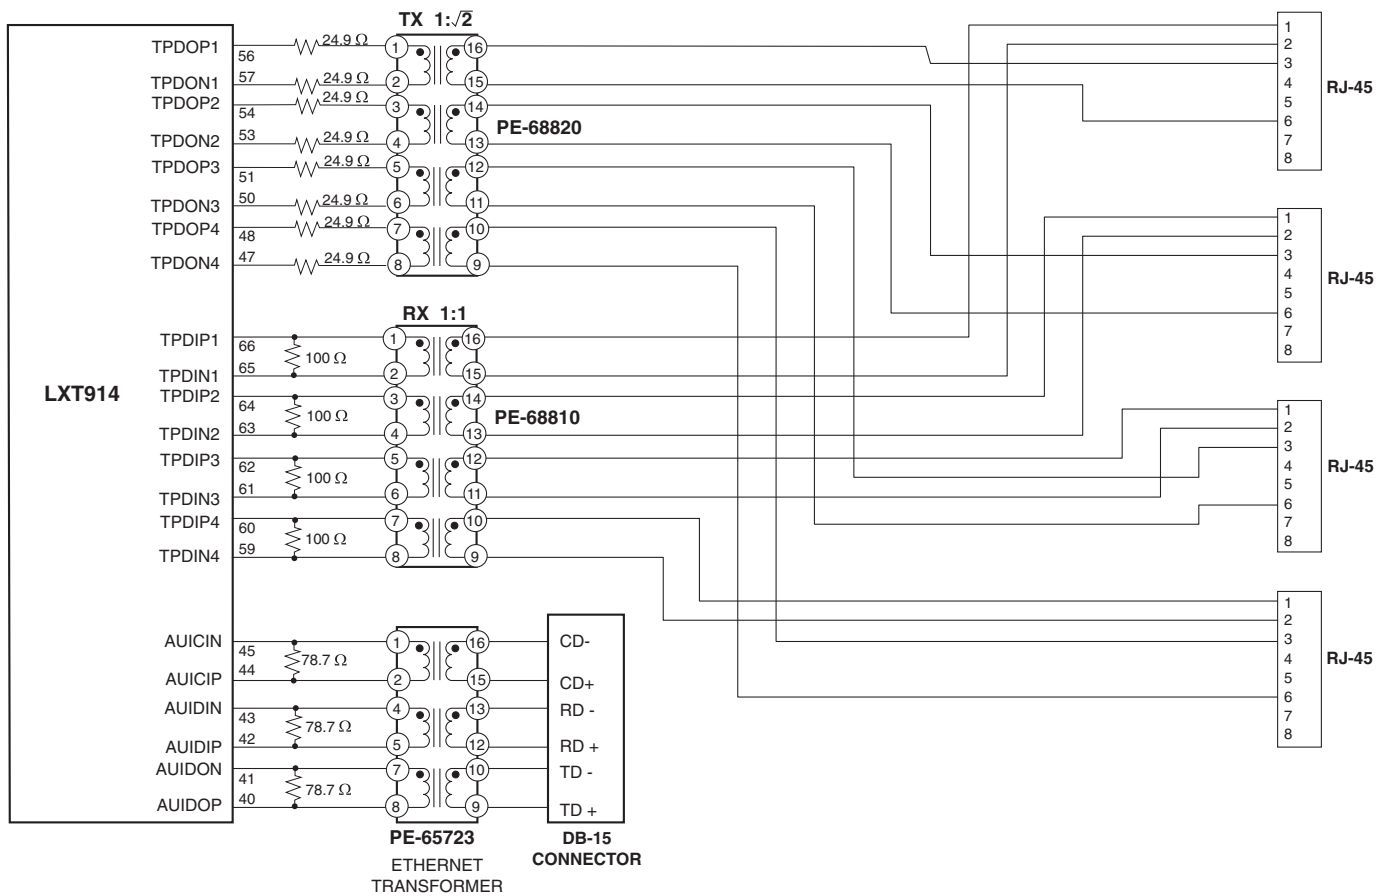 TX 1:√2
LXT914
TPDOP1 56 24.9 Ω 1 16
TPDON1 57 24.9 Ω 2 15
TPDOP2 54 24.9 Ω 3 14
PE-68820
TPDON2 53 24.9 Ω 4 13
TPDOP3 51 24.9 Ω 5 12
TPDON3 50 24.9 Ω 6 11
TPDOP4 48 24.9 Ω 7 10
TPDON4 47 24.9 Ω 8 9
RX 1:1
TPDIP1 66 1 16
100 Ω
TPDIN1 65 2 15
TPDIP2 64 3 14
100 Ω
PE-68810
TPDIN2 63 4 13
TPDIP3 62 5 12
100 Ω
TPDIN3 61 6 11
TPDIP4 60 7 10
100 Ω
TPDIN4 59 8 9
AUICIN 45 1 16 CD-
78.7 Ω
AUICIP 44 2 15 CD+
AUIDIN 43 4 13 RD -
78.7 Ω
AUIDIP 42 5 12 RD +
AUIDON 41 7 10 TD -
78.7 Ω
AUIDOP 40 8 9 TD +
PE-65723
ETHERNET
TRANSFORMER
DB-15
CONNECTOR
1
2
3
4
5
6
7
8
RJ-45
1
2
3
4
5
6
7
8
RJ-45
1
2
3
4
5
6
7
8
RJ-45
1
2
3
4
5
6
7
8
RJ-45